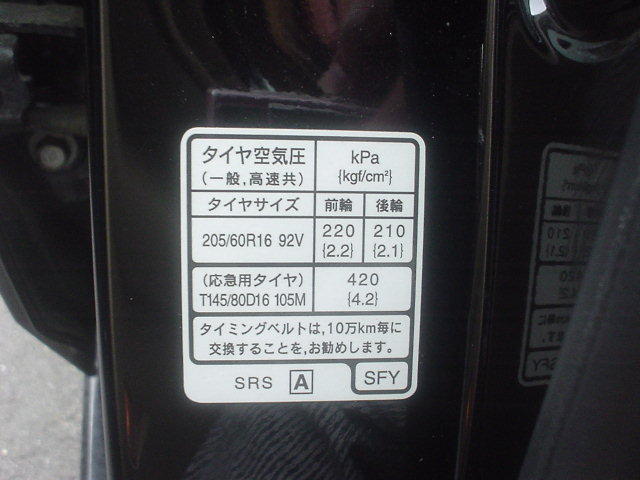 タイヤ空気圧
(一般,高速共)
kPa
{kgf/cm²}
タイヤサイズ 前輪 後輪
205/60R16 92V 220 210
{2.2} {2.1}
(応急用タイヤ) 420
T145/80D16 105M {4.2}
タイミングベルトは,10万km毎に
交換することを,お勧めします。
SRS A SFY